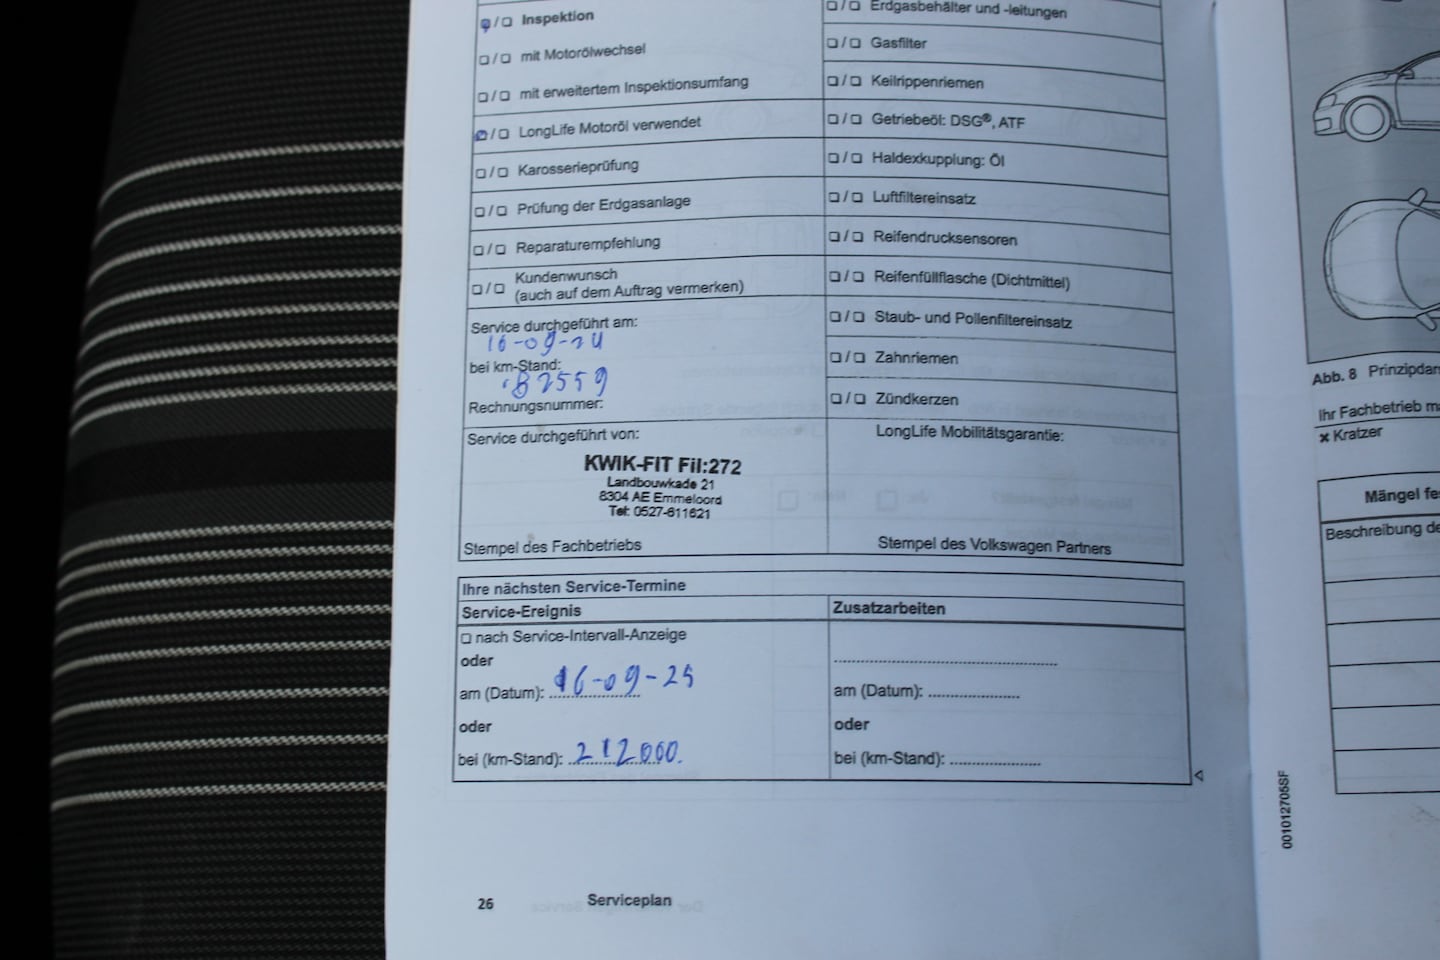 ❏ / ❏ Inspektion
❏ / ❏ mit Motorölwechsel
❏ / ❏ mit erweitertem Inspektionsumfang
❏ / ❏ LongLife Motoröl verwendet
❏ / ❏ Karosserieprüfung
❏ / ❏ Prüfung der Erdgasanlage
❏ / ❏ Reparaturempfehlung
❏ / ❏ Kundenwunsch
(auch auf dem Auftrag vermerken)
Service durchgeführt am:
16-09-24
bei km-Stand:
82559
Rechnungsnummer:
Service durchgeführt von:
KWIK-FIT Fil:272
Landbouwkade 21
8304 AE Emmeloord
Tel: 0527-611621
Stempel des Fachbetriebs
❏ / ❏ Erdgasbehälter und -leitungen
❏ / ❏ Gasfilter
❏ / ❏ Keilrippenriemen
❏ / ❏ Getriebeöl: DSG®, ATF
❏ / ❏ Haldexkupplung: Öl
❏ / ❏ Luftfiltereinsatz
❏ / ❏ Reifendrucksensoren
❏ / ❏ Reifenfüllflasche (Dichtmittel)
❏ / ❏ Staub- und Pollenfiltereinsatz
❏ / ❏ Zahnriemen
❏ / ❏ Zündkerzen
LongLife Mobilitätsgarantie:
Stempel des Volkswagen Partners
Ihre nächsten Service-Termine
Service-Ereignis
❏ nach Service-Intervall-Anzeige
oder
am (Datum): 16-09-25
oder
bei (km-Stand): 212000.
Zusatzarbeiten
am (Datum):
oder
bei (km-Stand):
26 Serviceplan
Abb. 8 Prinzipdar
Ihr Fachbetrieb m
× Kratzer
Mängel fe
Beschreibung de
001012705SF